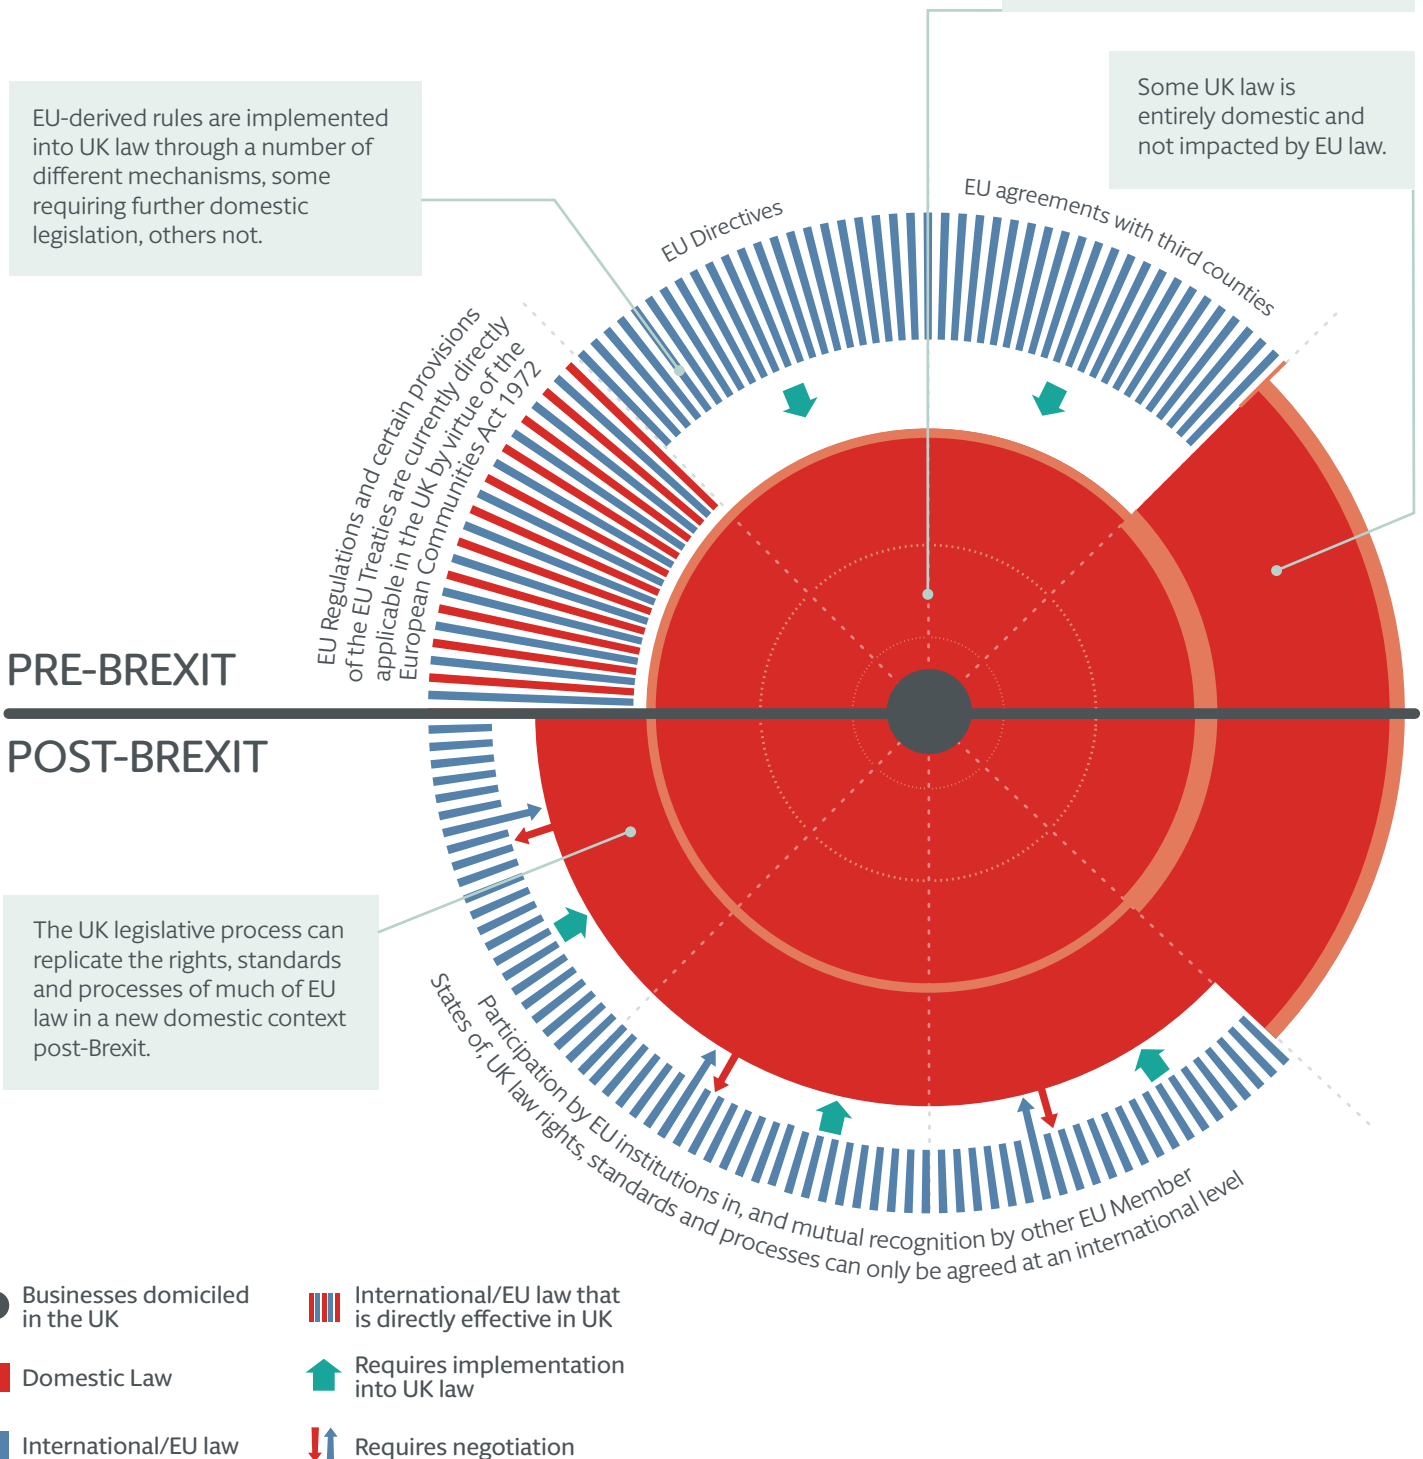 Some UK law is
entirely domestic and
not impacted by EU law.
EU-derived rules are implemented
into UK law through a number of
different mechanisms, some
requiring further domestic
legislation, others not.
EU Directives
EU agreements with third counties
EU Regulations and certain provisions
of the EU Treaties are currently directly
applicable in the UK by virtue of the
European Communities Act 1972
PRE-BREXIT
POST-BREXIT
The UK legislative process can
replicate the rights, standards
and processes of much of EU
law in a new domestic context
post-Brexit.
Participation by EU institutions in, and mutual recognition by other EU Member
States of, UK law rights, standards and processes can only be agreed at an international level
Businesses domiciled
in the UK
Domestic Law
International/EU law
International/EU law that
is directly effective in UK
Requires implementation
into UK law
Requires negotiation